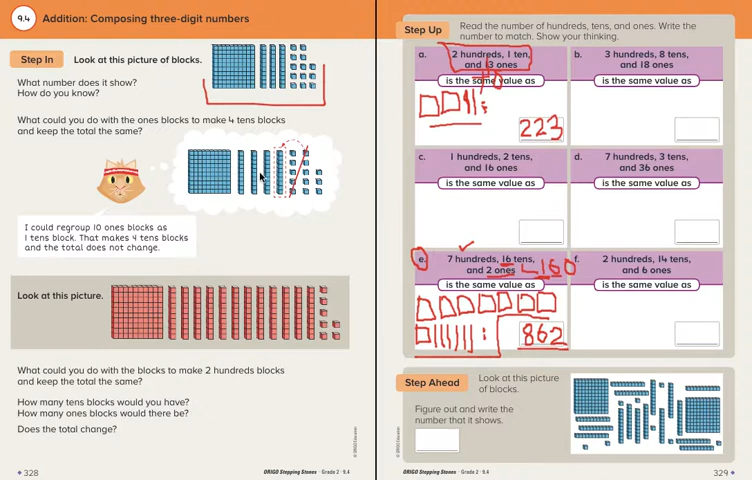 9.4
Addition: Composing three-digit numbers
Step In
Look at this picture of blocks.
What number does it show?
How do you know?
What could you do with the ones blocks to make 4 tens blocks
and keep the total the same?
I could regroup 10 ones blocks as
1 tens block. That makes 4 tens blocks
and the total does not change.
Look at this picture.
What could you do with the blocks to make 2 hundreds blocks
and keep the total the same?
How many tens blocks would you have?
How many ones blocks would there be?
Does the total change?
© ORIGO Education
328
ORIGO Stepping Stones · Grade 2 · 9.4
Step Up
Read the number of hundreds, tens, and ones. Write the
number to match. Show your thinking.
a.
2 hundreds, 1 ten,
and 13 ones
is the same value as
223
b.
3 hundreds, 8 tens,
and 18 ones
is the same value as
c.
1 hundreds, 2 tens,
and 16 ones
is the same value as
d.
7 hundreds, 3 tens,
and 36 ones
is the same value as
e.
7 hundreds, 16 tens,
and 2 ones
160
is the same value as
862
f.
2 hundreds, 14 tens,
and 6 ones
is the same value as
Step Ahead
Look at this picture
of blocks.
Figure out and write the
number that it shows.
© ORIGO Education
ORIGO Stepping Stones · Grade 2 · 9.4
329